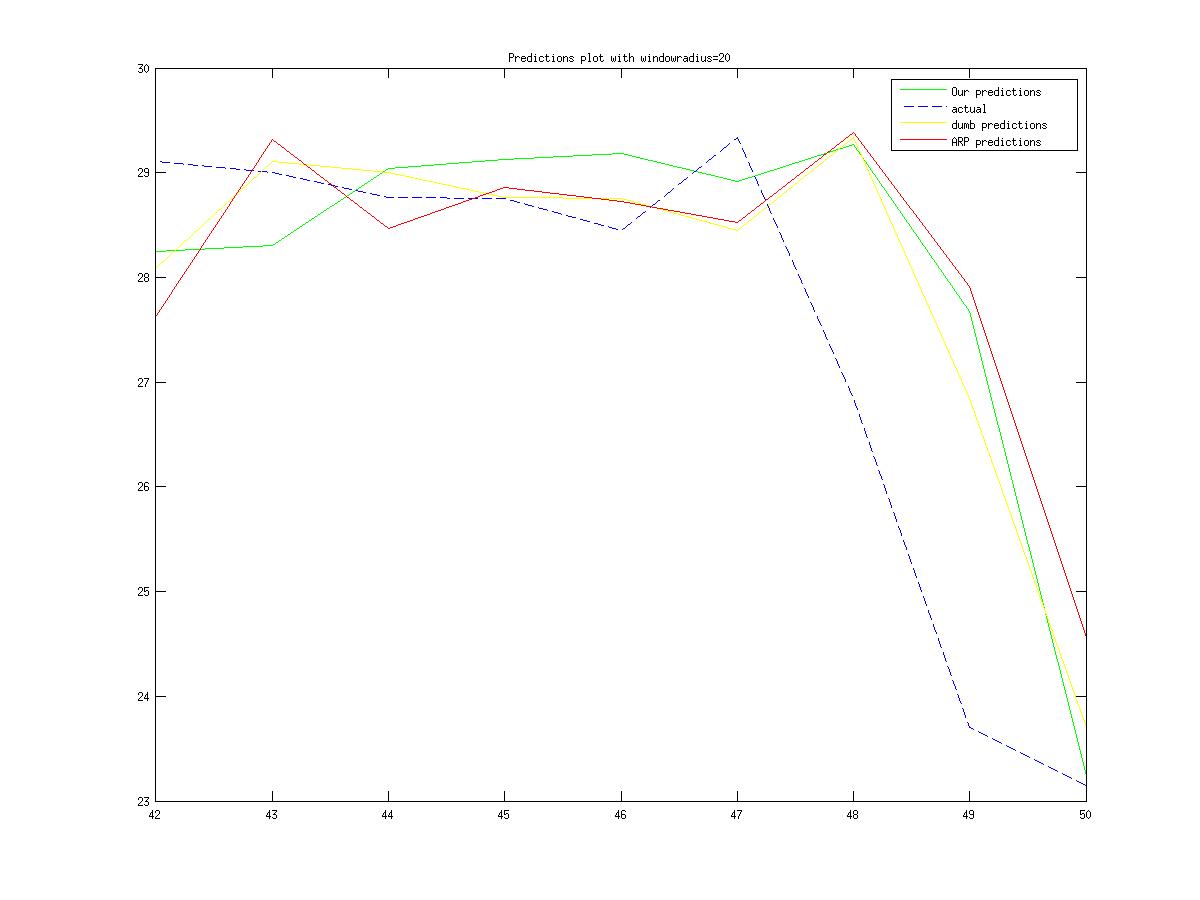 Predictions plot with windowradius=20
30
29
28
27
26
25
24
23
42 43 44 45 46 47 48 49 50
Our predictions
actual
dumb predictions
ARP predictions